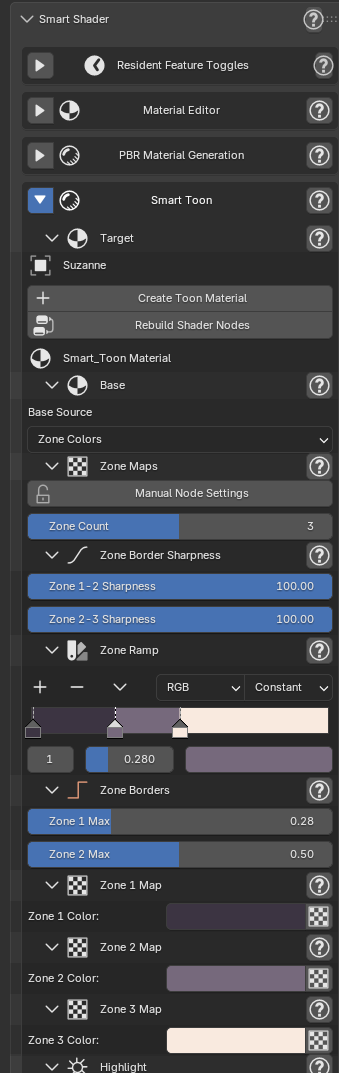 Smart Shader
Resident Feature Toggles
Material Editor
PBR Material Generation
Smart Toon
Target
Suzanne
Create Toon Material
Rebuild Shader Nodes
Smart_Toon Material
Base
Base Source
Zone Colors
Zone Maps
Manual Node Settings
Zone Count 3
Zone Border Sharpness
Zone 1-2 Sharpness 100.00
Zone 2-3 Sharpness 100.00
Zone Ramp
RGB Constant
1 0.280
Zone Borders
Zone 1 Max 0.28
Zone 2 Max 0.50
Zone 1 Map
Zone 1 Color:
Zone 2 Map
Zone 2 Color:
Zone 3 Map
Zone 3 Color:
Highlight